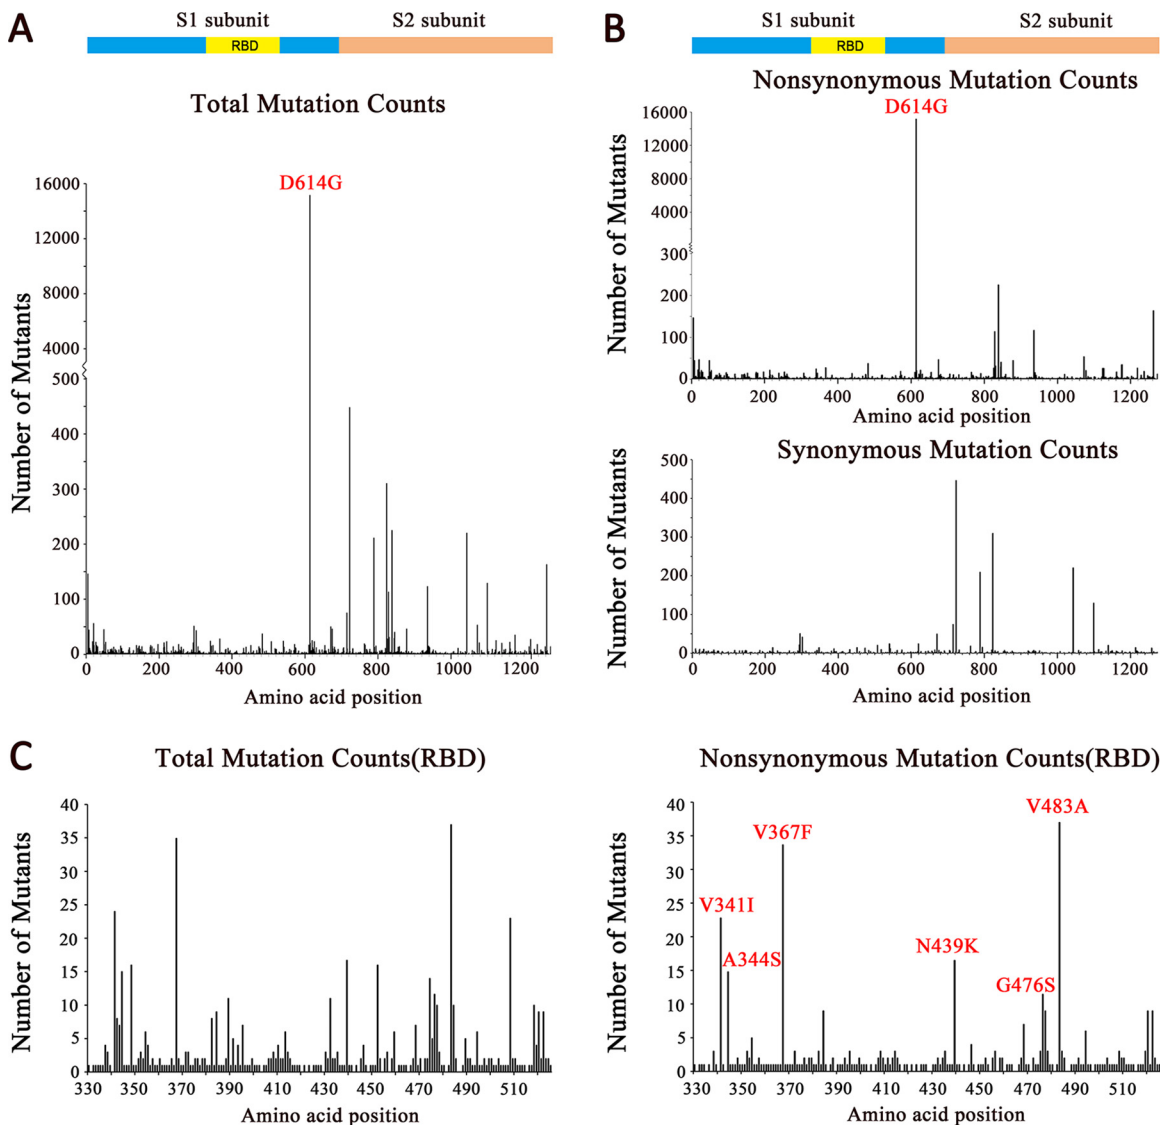 A
S1 subunit
S2 subunit
RBD
Total Mutation Counts
D614G
16000
12000
8000
4000
500
400
300
200
100
0
0
200
400
600
800
1000
1200
Number of Mutants
Amino acid position
B
S1 subunit
S2 subunit
RBD
Nonsynonymous Mutation Counts
D614G
16000
12000
8000
4000
300
200
100
0
0
200
400
600
800
1000
1200
Number of Mutants
Amino acid position
Synonymous Mutation Counts
500
400
300
200
100
0
0
200
400
600
800
1000
1200
Number of Mutants
Amino acid position
C
Total Mutation Counts(RBD)
40
35
30
25
20
15
10
5
0
330
350
370
390
410
430
450
470
490
510
Number of Mutants
Amino acid position
Nonsynonymous Mutation Counts(RBD)
V483A
V367F
V341I
N439K
A344S
G476S
40
35
30
25
20
15
10
5
0
330
350
370
390
410
430
450
470
490
510
Number of Mutants
Amino acid position